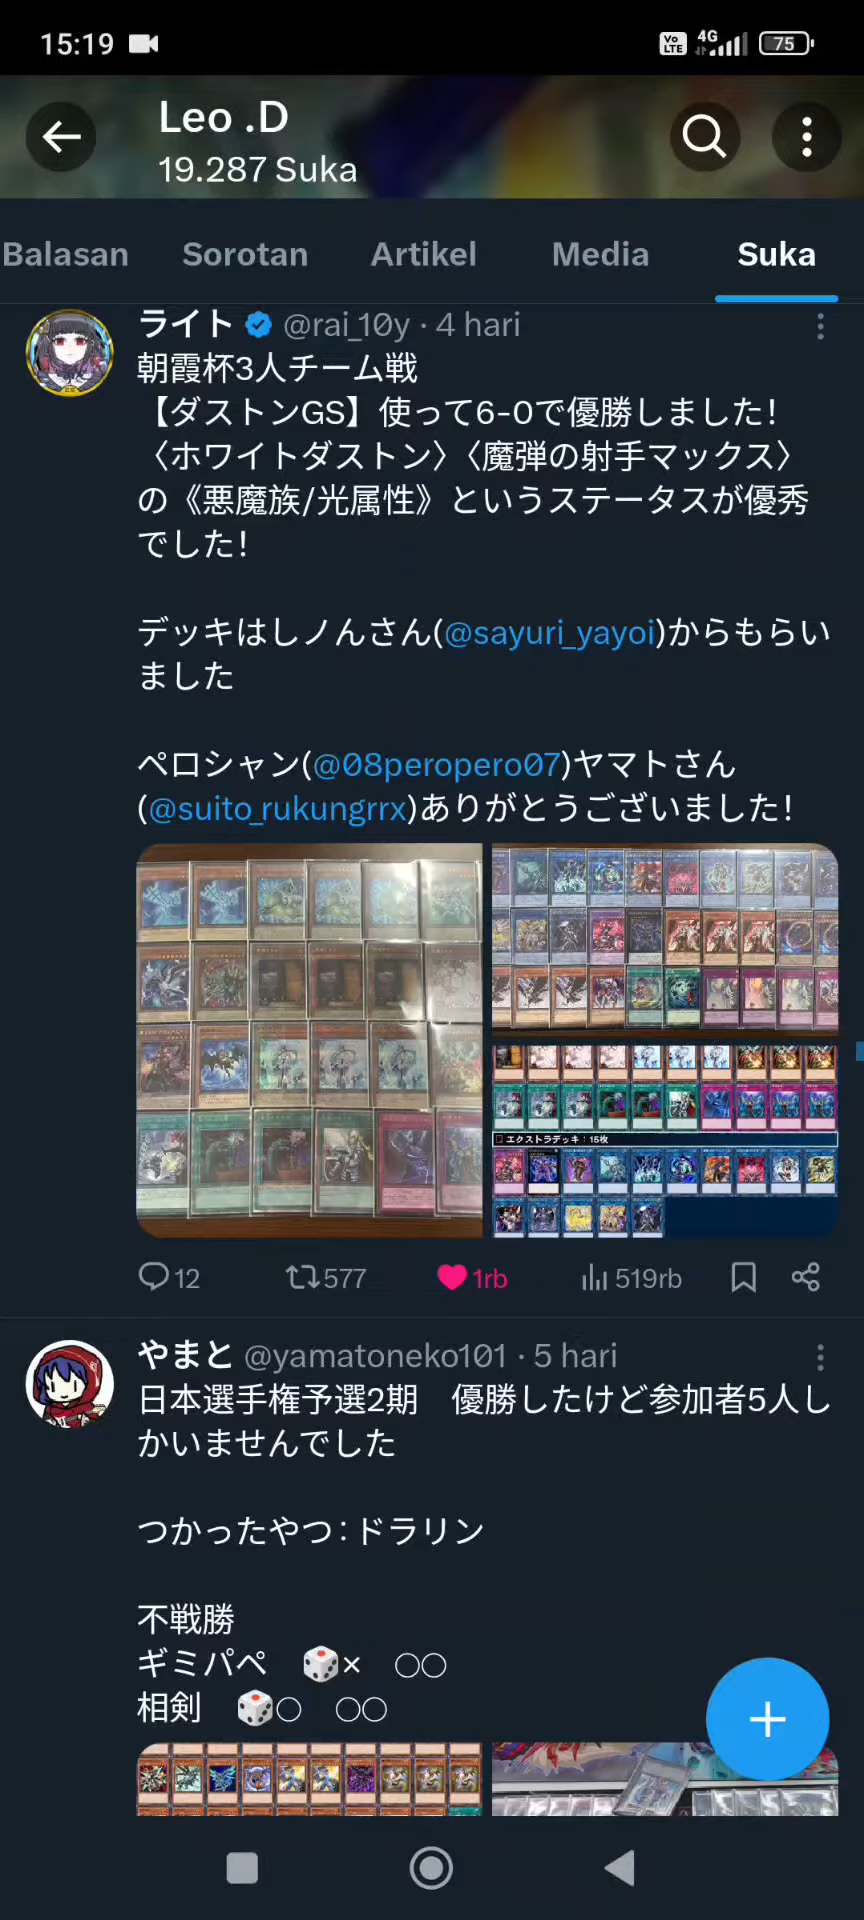 15:19
Vo LTE 4G 75
Leo .D
19.287 Suka
Balasan Sorotan Artikel Media Suka
ライト @rai_10y · 4 hari
朝霞杯3人チーム戦
【ダストンGS】使って6-0で優勝しました！
〈ホワイトダストン〉〈魔弾の射手マックス〉
の《悪魔族/光属性》というステータスが優秀
でした！
デッキはしノんさん(@sayuri_yayoi)からもらい
ました
ペロシャン(@08peropero07)ヤマトさん
(@suito_rukungrrx)ありがとうございました！
エクストラデッキ：15枚
12 577 1rb 519rb
やまと @yamatoneko101 · 5 hari
日本選手権予選2期　優勝したけど参加者5人し
かいませんでした
つかったやつ：ドラリン
不戦勝
ギミパペ　🎲×　○○
相剣　🎲○　○○